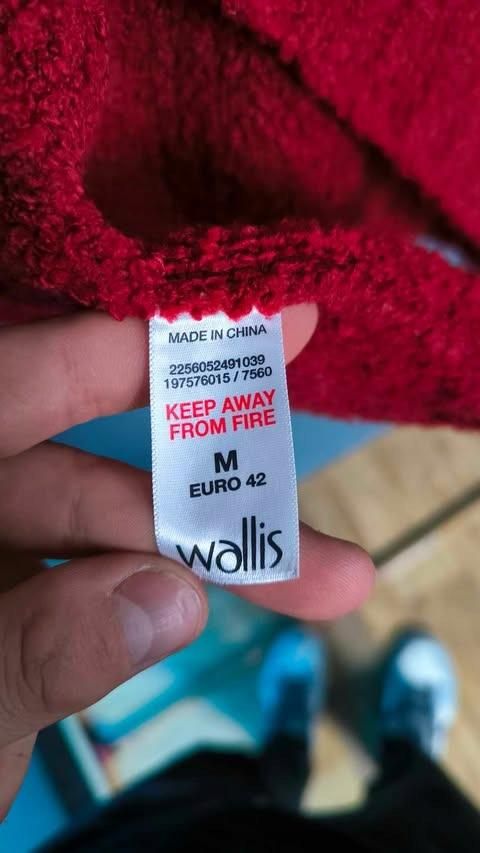 MADE IN CHINA
2256052491039
197576015 / 7560
KEEP AWAY
FROM FIRE
M
EURO 42
wallis